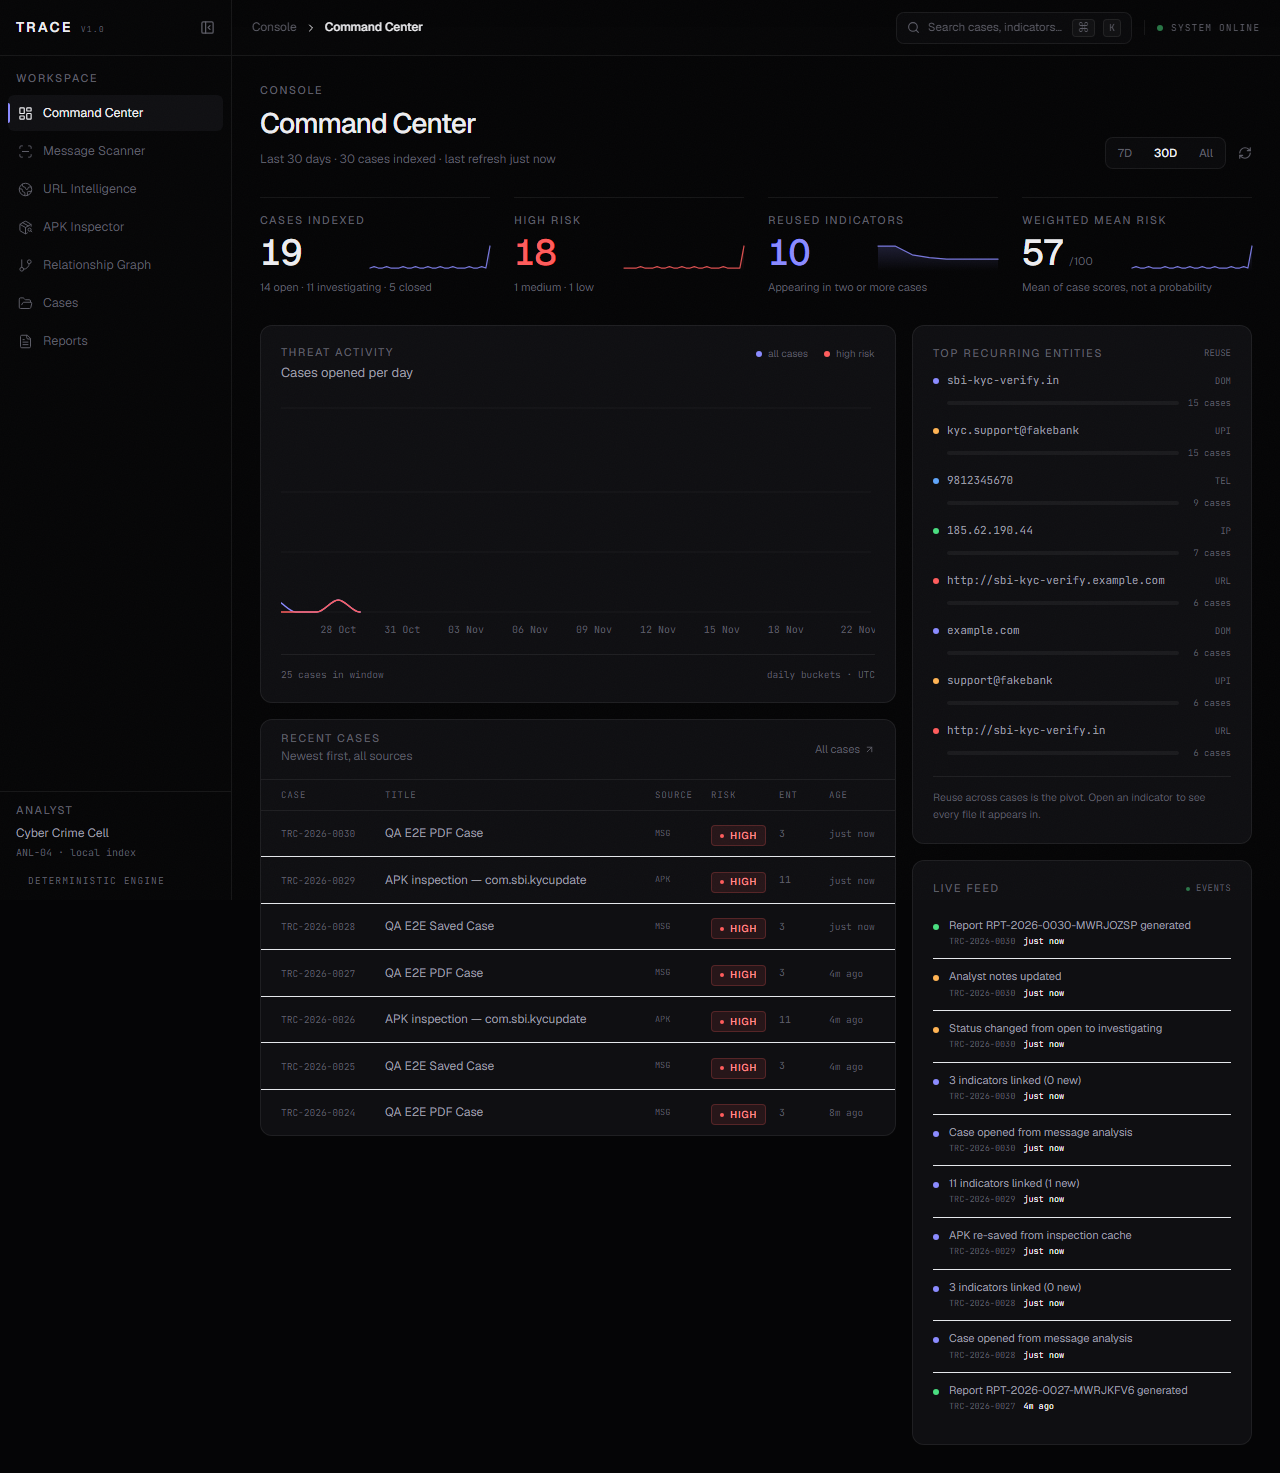 TRACE V1.0
WORKSPACE
Command Center
Message Scanner
URL Intelligence
APK Inspector
Relationship Graph
Cases
Reports
ANALYST
Cyber Crime Cell
ANL-04 · local index
DETERMINISTIC ENGINE
Console > Command Center
Search cases, indicators... ⌘ K
SYSTEM ONLINE
CONSOLE
Command Center
Last 30 days · 30 cases indexed · last refresh just now
7D 30D All
CASES INDEXED
19
14 open · 11 investigating · 5 closed
HIGH RISK
18
1 medium · 1 low
REUSED INDICATORS
10
Appearing in two or more cases
WEIGHTED MEAN RISK
57 /100
Mean of case scores, not a probability
THREAT ACTIVITY
Cases opened per day
all cases high risk
28 Oct 31 Oct 03 Nov 06 Nov 09 Nov 12 Nov 15 Nov 18 Nov 22 Nov
25 cases in window daily buckets · UTC
RECENT CASES
Newest first, all sources
All cases
CASE TITLE SOURCE RISK ENT AGE
TRC-2026-0030 QA E2E PDF Case MSG HIGH 3 just now
TRC-2026-0029 APK inspection — com.sbi.kycupdate APK HIGH 11 just now
TRC-2026-0028 QA E2E Saved Case MSG HIGH 3 just now
TRC-2026-0027 QA E2E PDF Case MSG HIGH 3 4m ago
TRC-2026-0026 APK inspection — com.sbi.kycupdate APK HIGH 11 4m ago
TRC-2026-0025 QA E2E Saved Case MSG HIGH 3 4m ago
TRC-2026-0024 QA E2E PDF Case MSG HIGH 3 8m ago
TOP RECURRING ENTITIES REUSE
sbi-kyc-verify.in DOM
15 cases
kyc.support@fakebank UPI
15 cases
9812345670 TEL
9 cases
185.62.190.44 IP
7 cases
http://sbi-kyc-verify.example.com URL
6 cases
example.com DOM
6 cases
support@fakebank UPI
6 cases
http://sbi-kyc-verify.in URL
6 cases
Reuse across cases is the pivot. Open an indicator to see
every file it appears in.
LIVE FEED EVENTS
Report RPT-2026-0030-MWRJOZSP generated
TRC-2026-0030 just now
Analyst notes updated
TRC-2026-0030 just now
Status changed from open to investigating
TRC-2026-0030 just now
3 indicators linked (0 new)
TRC-2026-0030 just now
Case opened from message analysis
TRC-2026-0030 just now
11 indicators linked (1 new)
TRC-2026-0029 just now
APK re-saved from inspection cache
TRC-2026-0029 just now
3 indicators linked (0 new)
TRC-2026-0028 just now
Case opened from message analysis
TRC-2026-0028 just now
Report RPT-2026-0027-MWRJKFV6 generated
TRC-2026-0027 4m ago